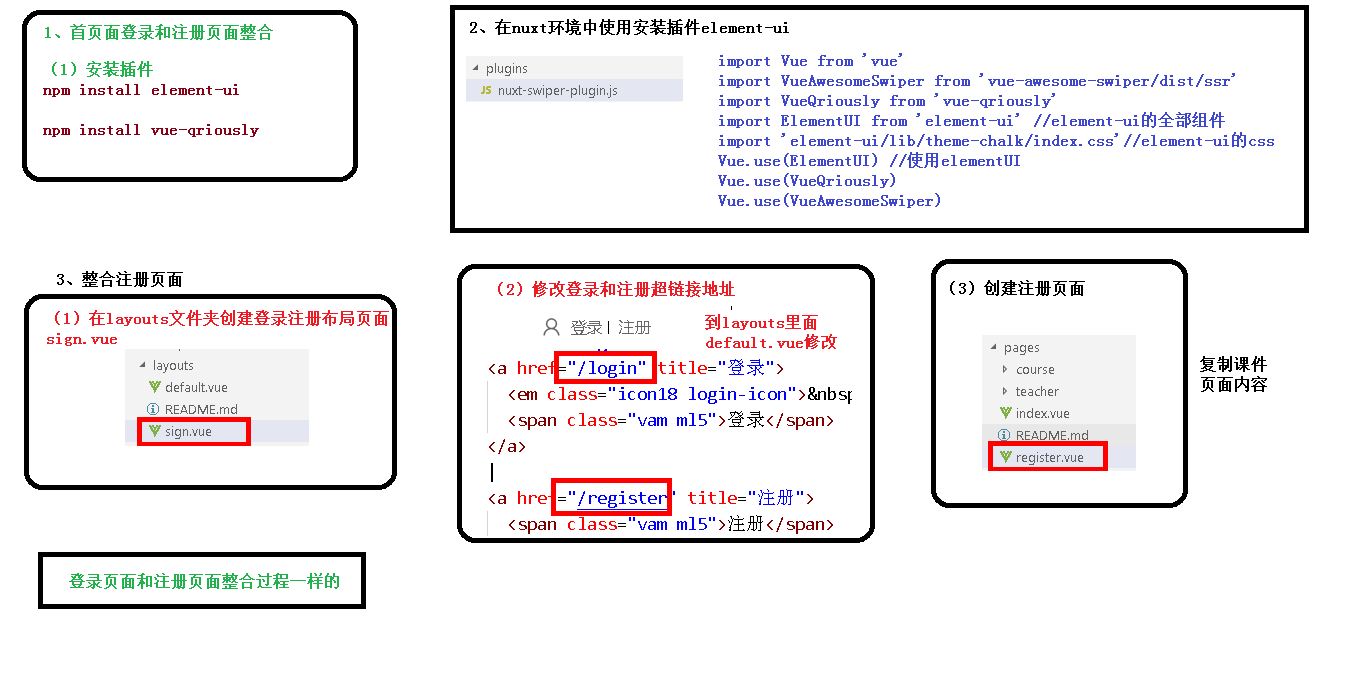 1、首页面登录和注册页面整合
（1）安装插件
npm install element-ui
npm install vue-qriously
2、在nuxt环境中使用安装插件element-ui
plugins
JS nuxt-swiper-plugin.js
import Vue from 'vue'
import VueAwesomeSwiper from 'vue-awesome-swiper/dist/ssr'
import VueQriously from 'vue-qriously'
import ElementUI from 'element-ui' //element-ui的全部组件
import 'element-ui/lib/theme-chalk/index.css'//element-ui的css
Vue.use(ElementUI) //使用elementUI
Vue.use(VueQriously)
Vue.use(VueAwesomeSwiper)
3、整合注册页面
（1）在layouts文件夹创建登录注册布局页面
sign.vue
layouts
default.vue
README.md
sign.vue
（2）修改登录和注册超链接地址
登录 | 注册
到layouts里面
default.vue修改
<a href="/login" title="登录">
<em class="icon18 login-icon">&nbsp
<span class="vam ml5">登录</span>
</a>
|
<a href="/register" title="注册">
<span class="vam ml5">注册</span>
（3）创建注册页面
pages
course
teacher
index.vue
README.md
register.vue
复制课件
页面内容
登录页面和注册页面整合过程一样的